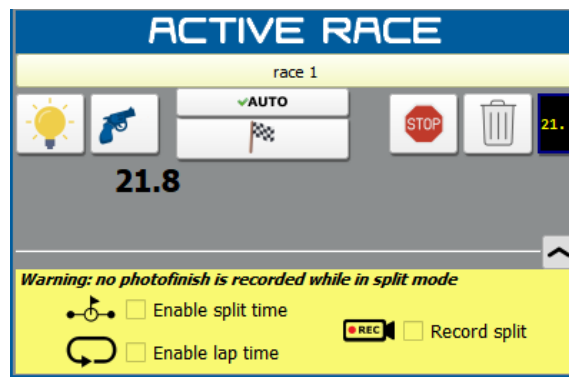 ACTIVE RACE
race 1
AUTO
STOP
21.
21.8
Warning: no photofinish is recorded while in split mode
Enable split time
REC
Record split
Enable lap time